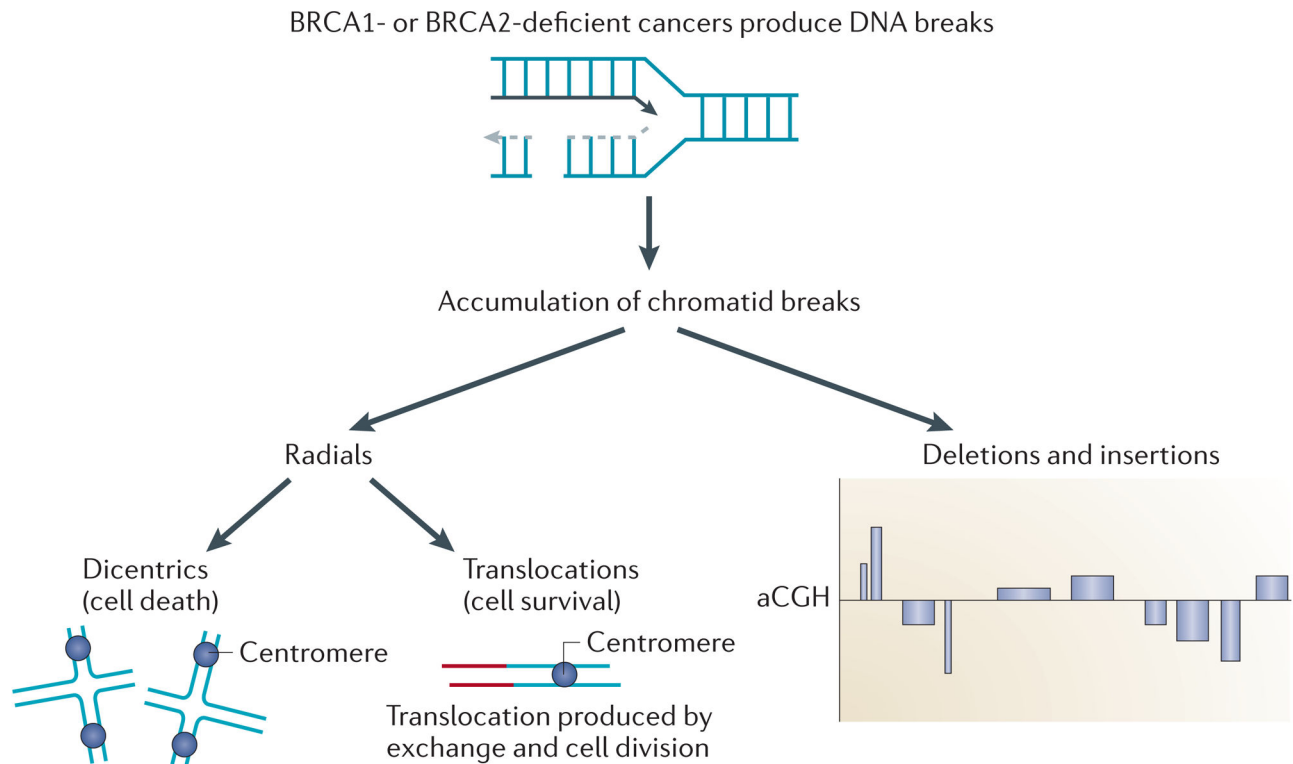 BRCA1- or BRCA2-deficient cancers produce DNA breaks
Accumulation of chromatid breaks
Radials
Deletions and insertions
Dicentrics
(cell death)
Translocations
(cell survival)
aCGH
Centromere
Centromere
Translocation produced by
exchange and cell division